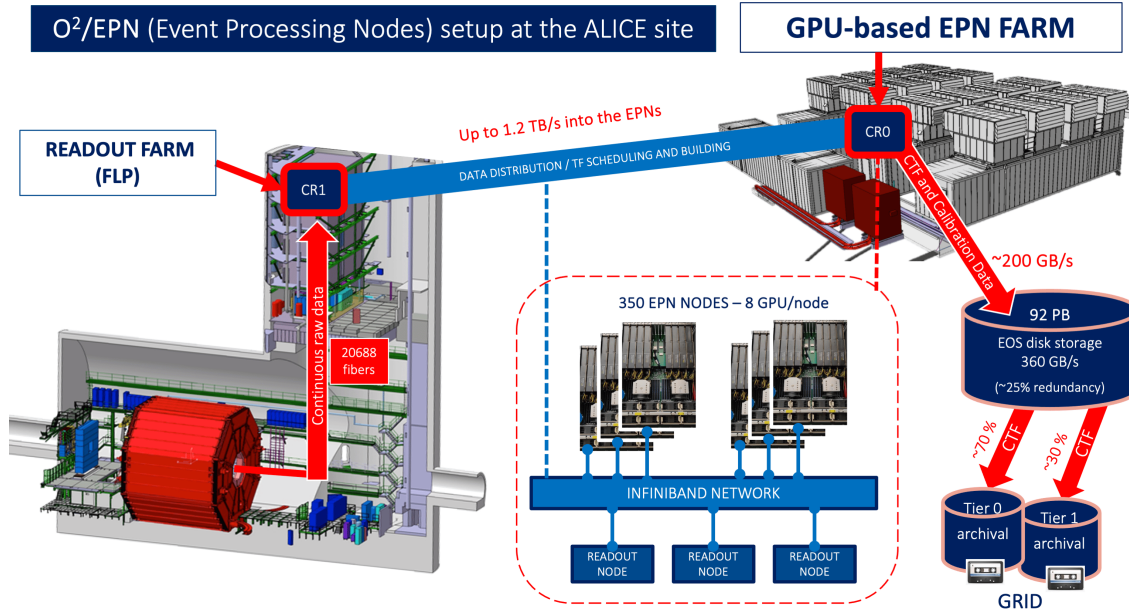 O²/EPN (Event Processing Nodes) setup at the ALICE site
GPU-based EPN FARM
READOUT FARM
(FLP)
CR1
Up to 1.2 TB/s into the EPNs
DATA DISTRIBUTION / TF SCHEDULING AND BUILDING
CR0
CTF and Calibration Data
~200 GB/s
Continuous raw data
20688
fibers
350 EPN NODES – 8 GPU/node
INFINIBAND NETWORK
READOUT
NODE
READOUT
NODE
READOUT
NODE
92 PB
EOS disk storage
360 GB/s
(~25% redundancy)
~70 %
CTF
~30 %
CTF
Tier 0
archival
Tier 1
archival
GRID